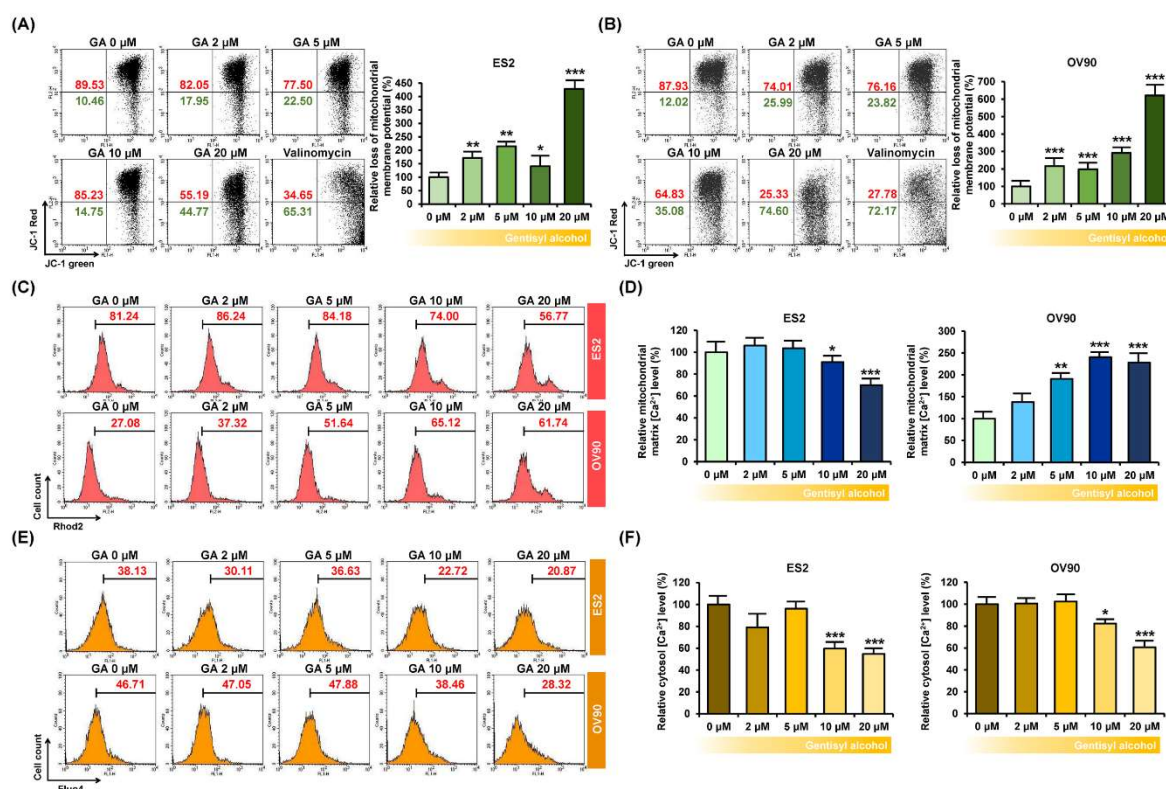 (A)
GA 0 µM GA 2 µM GA 5 µM
89.53 82.05 77.50
10.46 17.95 22.50
GA 10 µM GA 20 µM Valinomycin
85.23 55.19 34.65
14.75 44.77 65.31
JC-1 Red
JC-1 green
ES2
Relative loss of mitochondrial
membrane potential (%)
450
400
350
300
250
200
150
100
50
0
0 µM 2 µM 5 µM 10 µM 20 µM
** ** * ***
Gentisyl alcohol
(B)
GA 0 µM GA 2 µM GA 5 µM
87.93 74.01 76.16
12.02 25.99 23.82
GA 10 µM GA 20 µM Valinomycin
64.83 25.33 27.78
35.08 74.60 72.17
JC-1 Red
JC-1 green
OV90
Relative loss of mitochondrial
membrane potential (%)
700
600
500
400
300
200
100
0
0 µM 2 µM 5 µM 10 µM 20 µM
*** *** *** ***
Gentisyl alcohol
(C)
GA 0 µM GA 2 µM GA 5 µM GA 10 µM GA 20 µM
81.24 86.24 84.18 74.00 56.77
ES2
GA 0 µM GA 2 µM GA 5 µM GA 10 µM GA 20 µM
27.08 37.32 51.64 65.12 61.74
OV90
Cell count
Rhod2
(D)
ES2
Relative mitochondrial
matrix [Ca²⁺] level (%)
120
100
80
60
40
20
0
0 µM 2 µM 5 µM 10 µM 20 µM
* ***
Gentisyl alcohol
OV90
Relative mitochondrial
matrix [Ca²⁺] level (%)
300
250
200
150
100
50
0
0 µM 2 µM 5 µM 10 µM 20 µM
** *** ***
Gentisyl alcohol
(E)
GA 0 µM GA 2 µM GA 5 µM GA 10 µM GA 20 µM
38.13 30.11 36.63 22.72 20.87
ES2
GA 0 µM GA 2 µM GA 5 µM GA 10 µM GA 20 µM
46.71 47.05 47.88 38.46 28.32
OV90
Cell count
Fluo4
(F)
ES2
Relative cytosol [Ca²⁺] level (%)
120
100
80
60
40
20
0
0 µM 2 µM 5 µM 10 µM 20 µM
*** ***
Gentisyl alcohol
OV90
Relative cytosol [Ca²⁺] level (%)
120
100
80
60
40
20
0
0 µM 2 µM 5 µM 10 µM 20 µM
* ***
Gentisyl alcohol